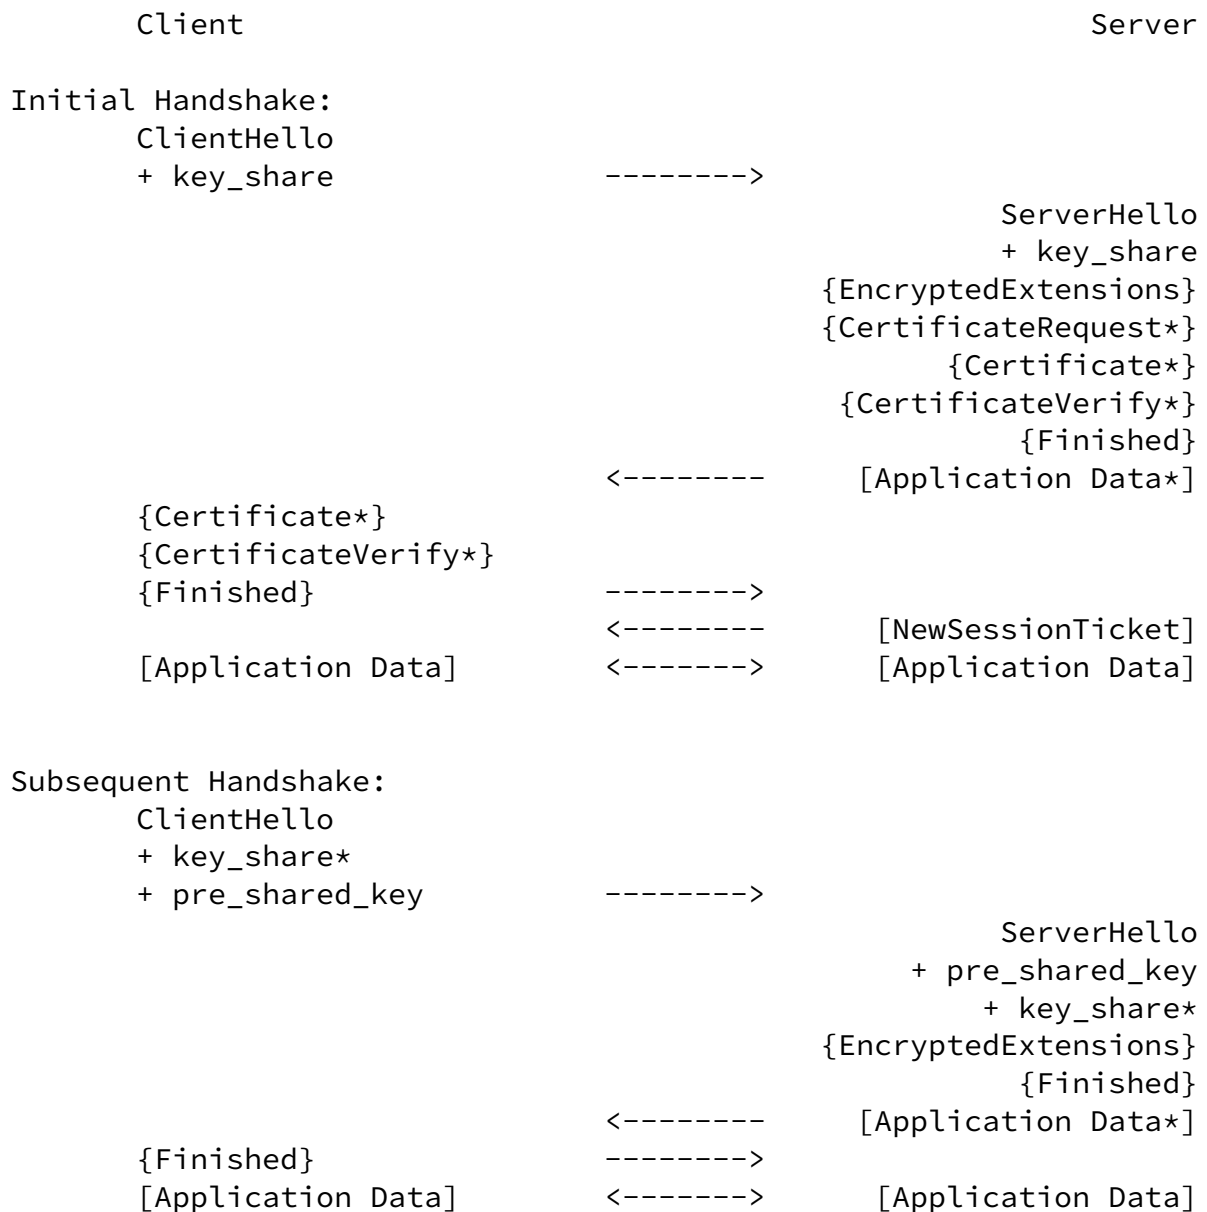 Client                                               Server

Initial Handshake:
       ClientHello
       + key_share               -------->
                                                       ServerHello
                                                       + key_share
                                             {EncryptedExtensions}
                                             {CertificateRequest*}
                                                    {Certificate*}
                                              {CertificateVerify*}
                                                        {Finished}
                                 <--------     [Application Data*]
       {Certificate*}
       {CertificateVerify*}
       {Finished}                -------->
                                 <--------      [NewSessionTicket]
       [Application Data]        <------->      [Application Data]


Subsequent Handshake:
       ClientHello
       + key_share*
       + pre_shared_key          -------->
                                                       ServerHello
                                                  + pre_shared_key
                                                      + key_share*
                                             {EncryptedExtensions}
                                                        {Finished}
                                 <--------     [Application Data*]
       {Finished}                -------->
       [Application Data]        <------->      [Application Data]